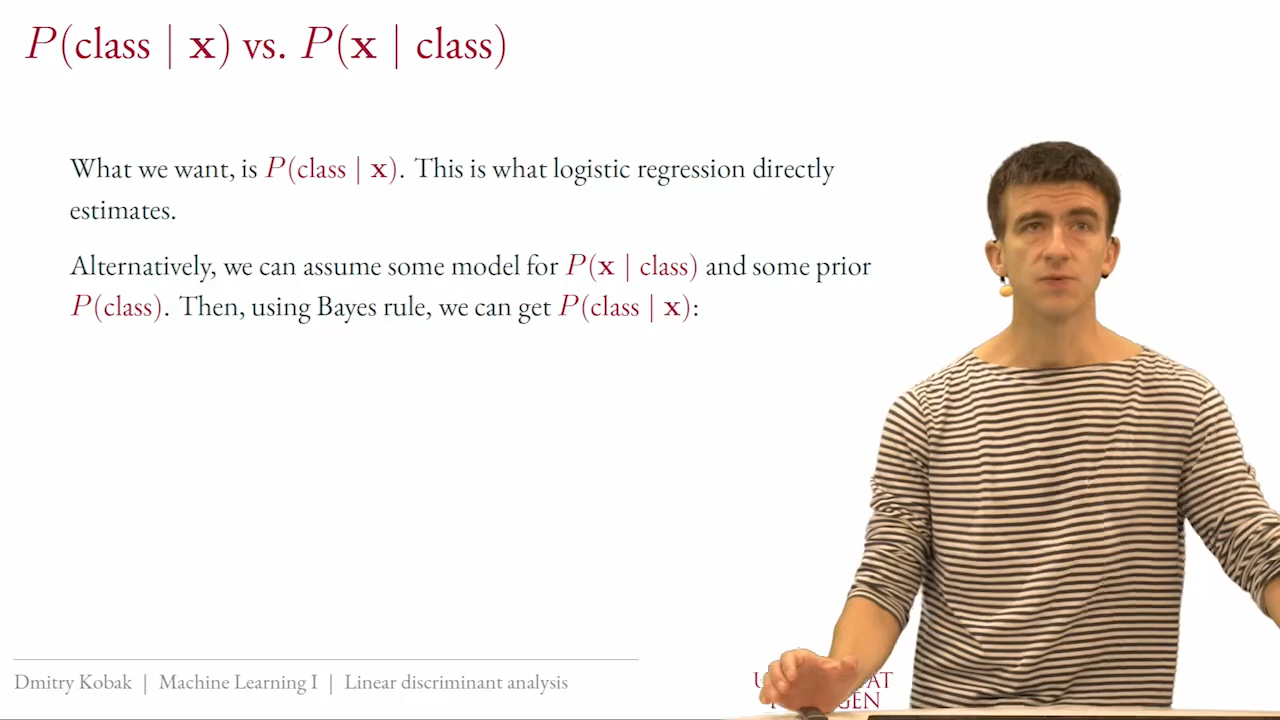 P(class | x) vs. P(x | class)
What we want, is P(class | x). This is what logistic regression directly
estimates.
Alternatively, we can assume some model for P(x | class) and some prior
P(class). Then, using Bayes rule, we can get P(class | x):
Dmitry Kobak | Machine Learning I | Linear discriminant analysis